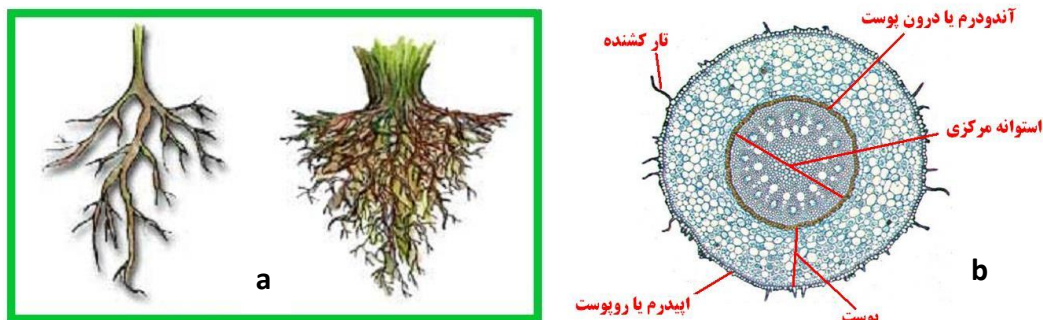 a
آندودرم یا درون پوست
تار کشنده
استوانه مرکزی
b
اپیدرم یا روپوست
پوست